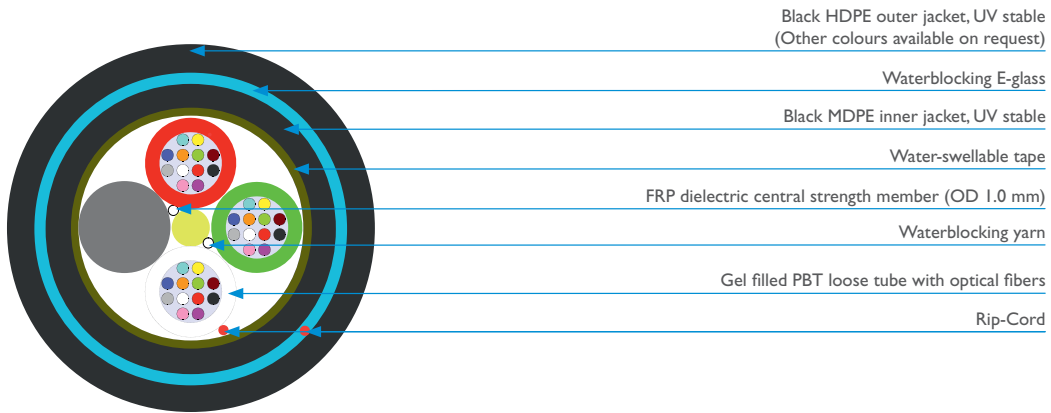 Black HDPE outer jacket, UV stable
(Other colours available on request)
Waterblocking E-glass
Black MDPE inner jacket, UV stable
Water-swellable tape
FRP dielectric central strength member (OD 1.0 mm)
Waterblocking yarn
Gel filled PBT loose tube with optical fibers
Rip-Cord